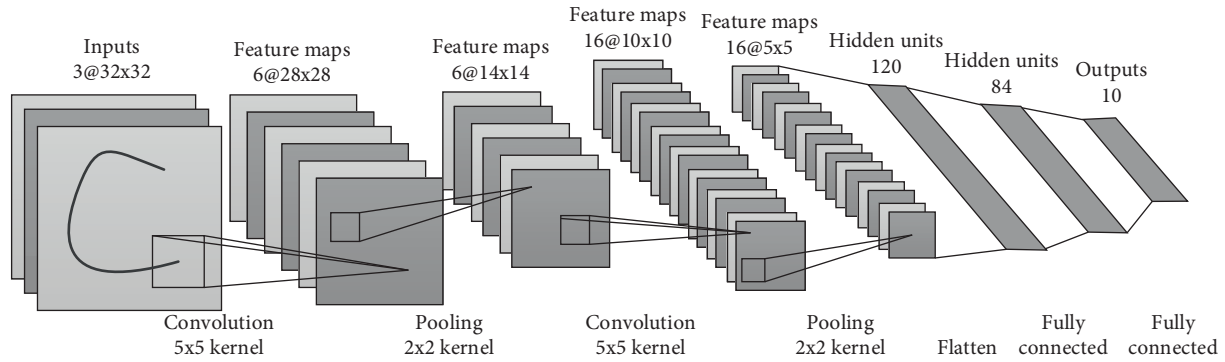 Inputs
3@32x32
Feature maps
6@28x28
Feature maps
6@14x14
Feature maps
16@10x10
Feature maps
16@5x5
Hidden units
120
Hidden units
84
Outputs
10
Convolution
5x5 kernel
Pooling
2x2 kernel
Convolution
5x5 kernel
Pooling
2x2 kernel
Flatten
Fully
connected
Fully
connected